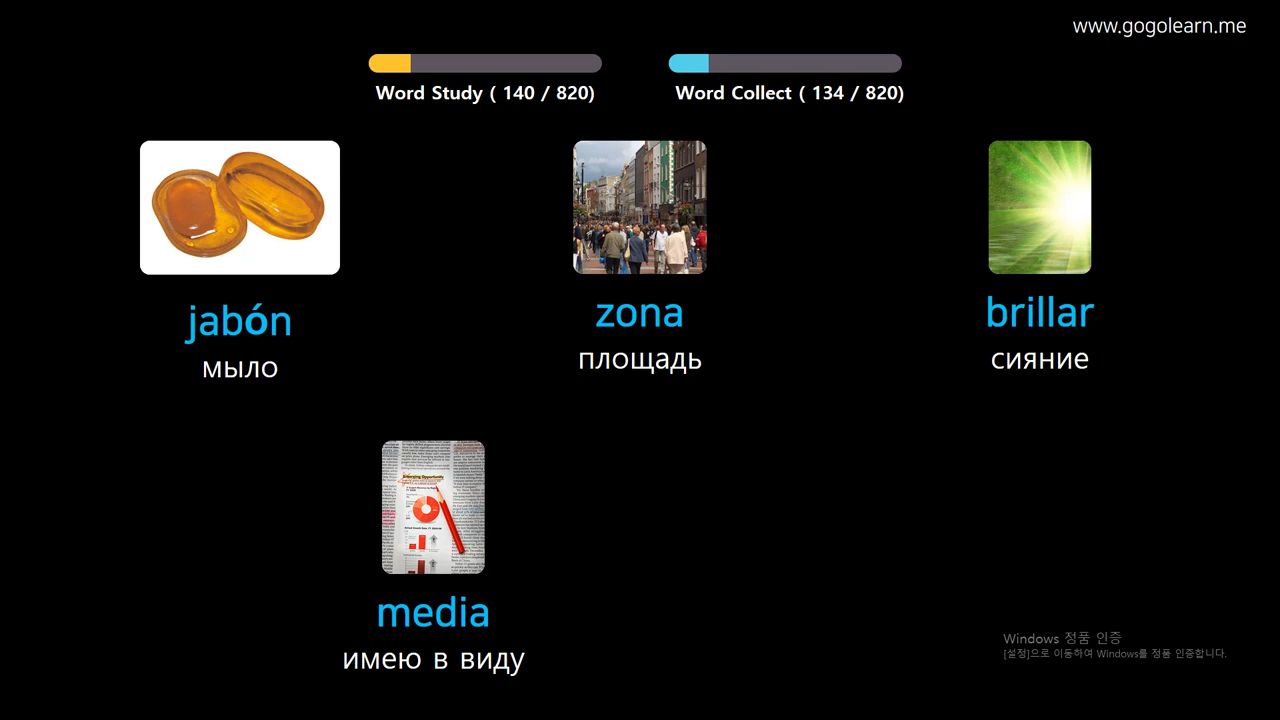 www.gogolearn.me
Word Study ( 140 / 820)
Word Collect ( 134 / 820)
jabón
мыло
zona
площадь
brillar
сияние
Emerging Opportunity
media
имею в виду
Windows 정품 인증
[설정]으로 이동하여 Windows를 정품 인증합니다.